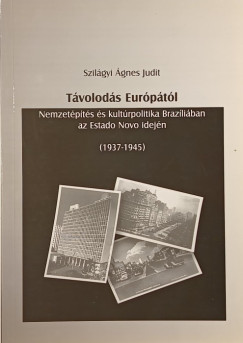 Szilágyi Ágnes Judit
Távolodás Európától
Nemzetépítés és kultúrpolitika Brazíliában
az Estado Novo idején
(1937-1945)